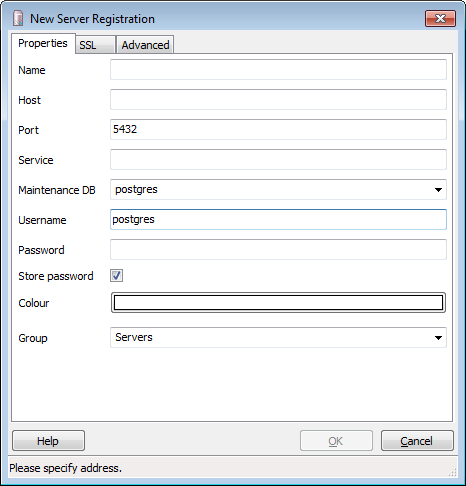 New Server Registration
Properties SSL Advanced
Name
Host
Port 5432
Service
Maintenance DB postgres
Username postgres
Password
Store password
Colour
Group Servers
Help OK Cancel
Please specify address.